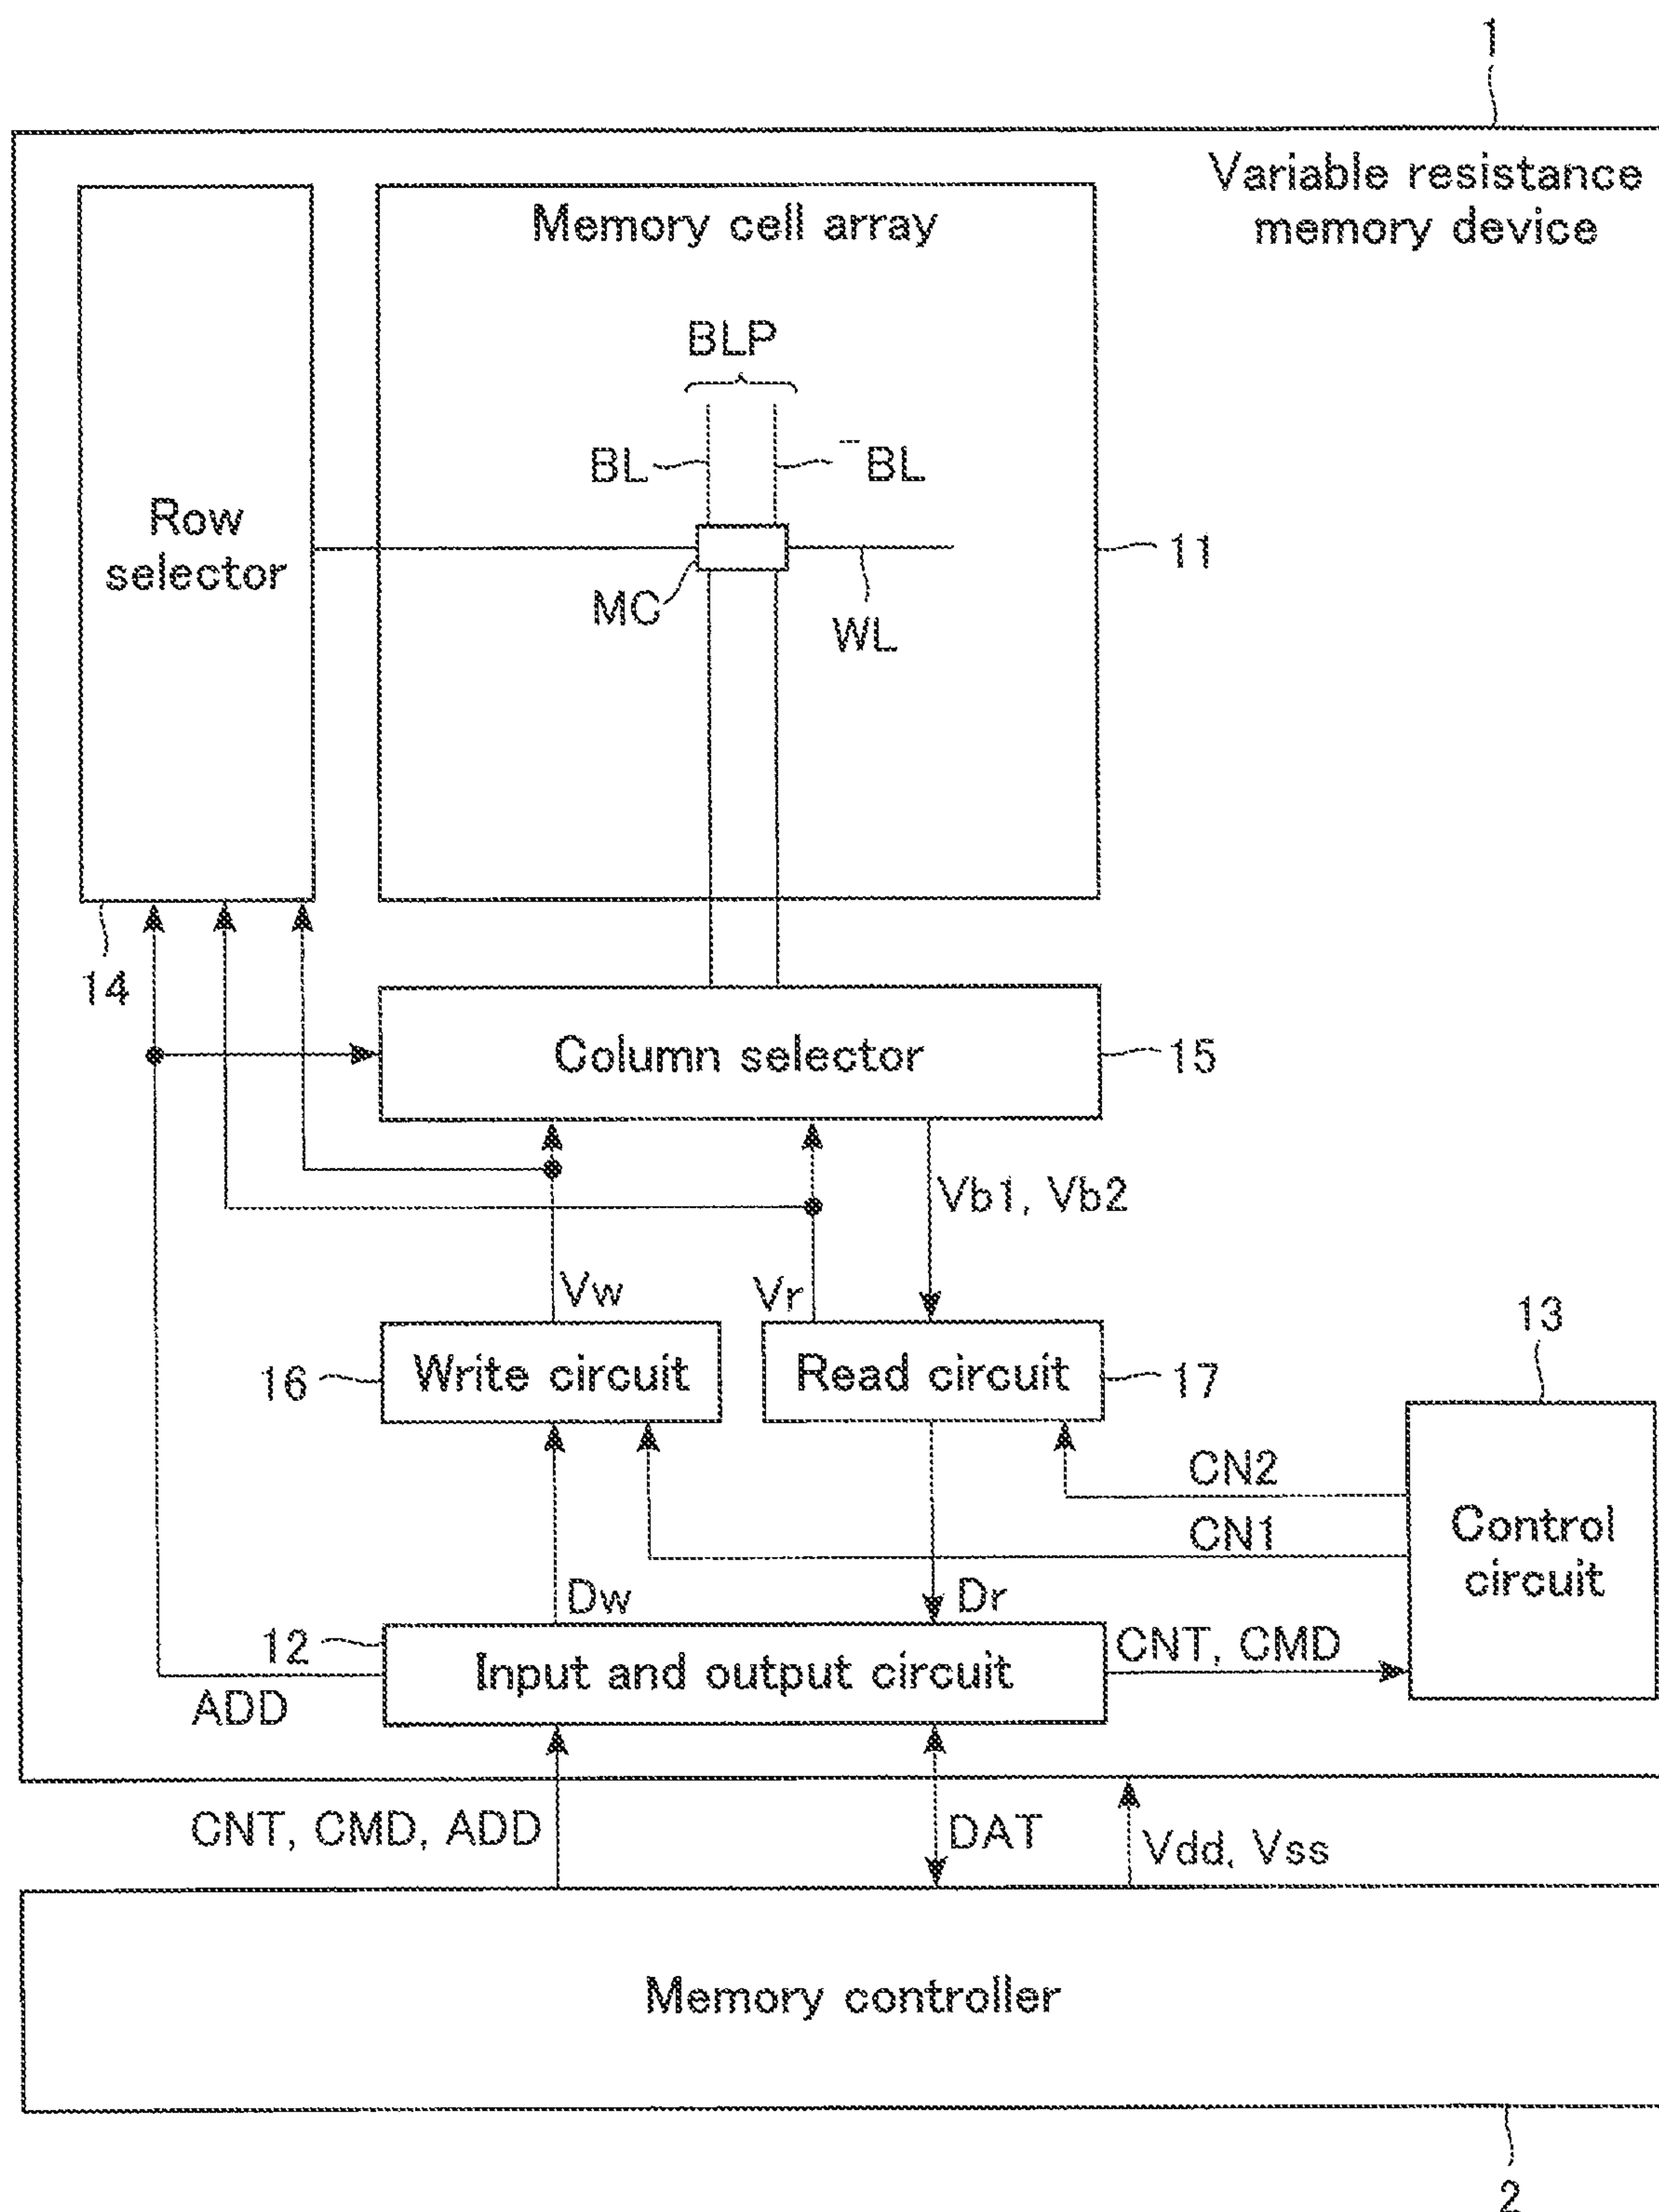 1
Variable resistance
memory device
Memory cell array
BLP
BL
¯BL
Row
selector
11
MC
WL
14
Column selector
15
Vb1, Vb2
Vw
Vr
13
16
Write circuit
Read circuit
17
CN2
CN1
Control
circuit
Dw
Dr
12
Input and output circuit
CNT, CMD
ADD
CNT, CMD, ADD
DAT
Vdd, Vss
Memory controller
2